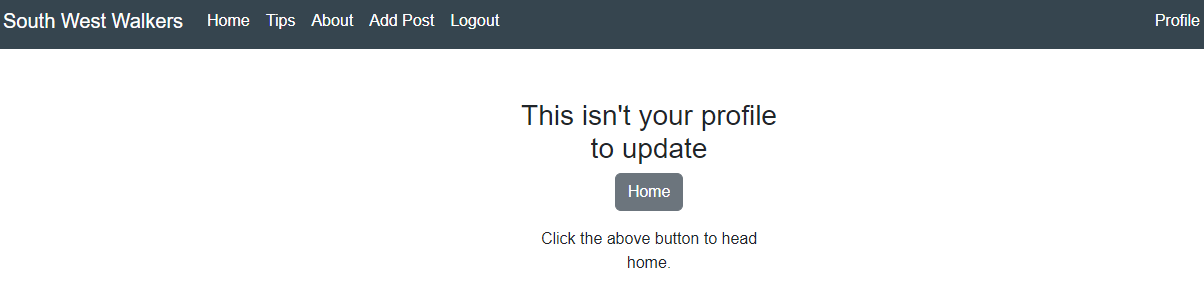 South West Walkers Home Tips About Add Post Logout Profile
This isn't your profile
to update
Home
Click the above button to head
home.